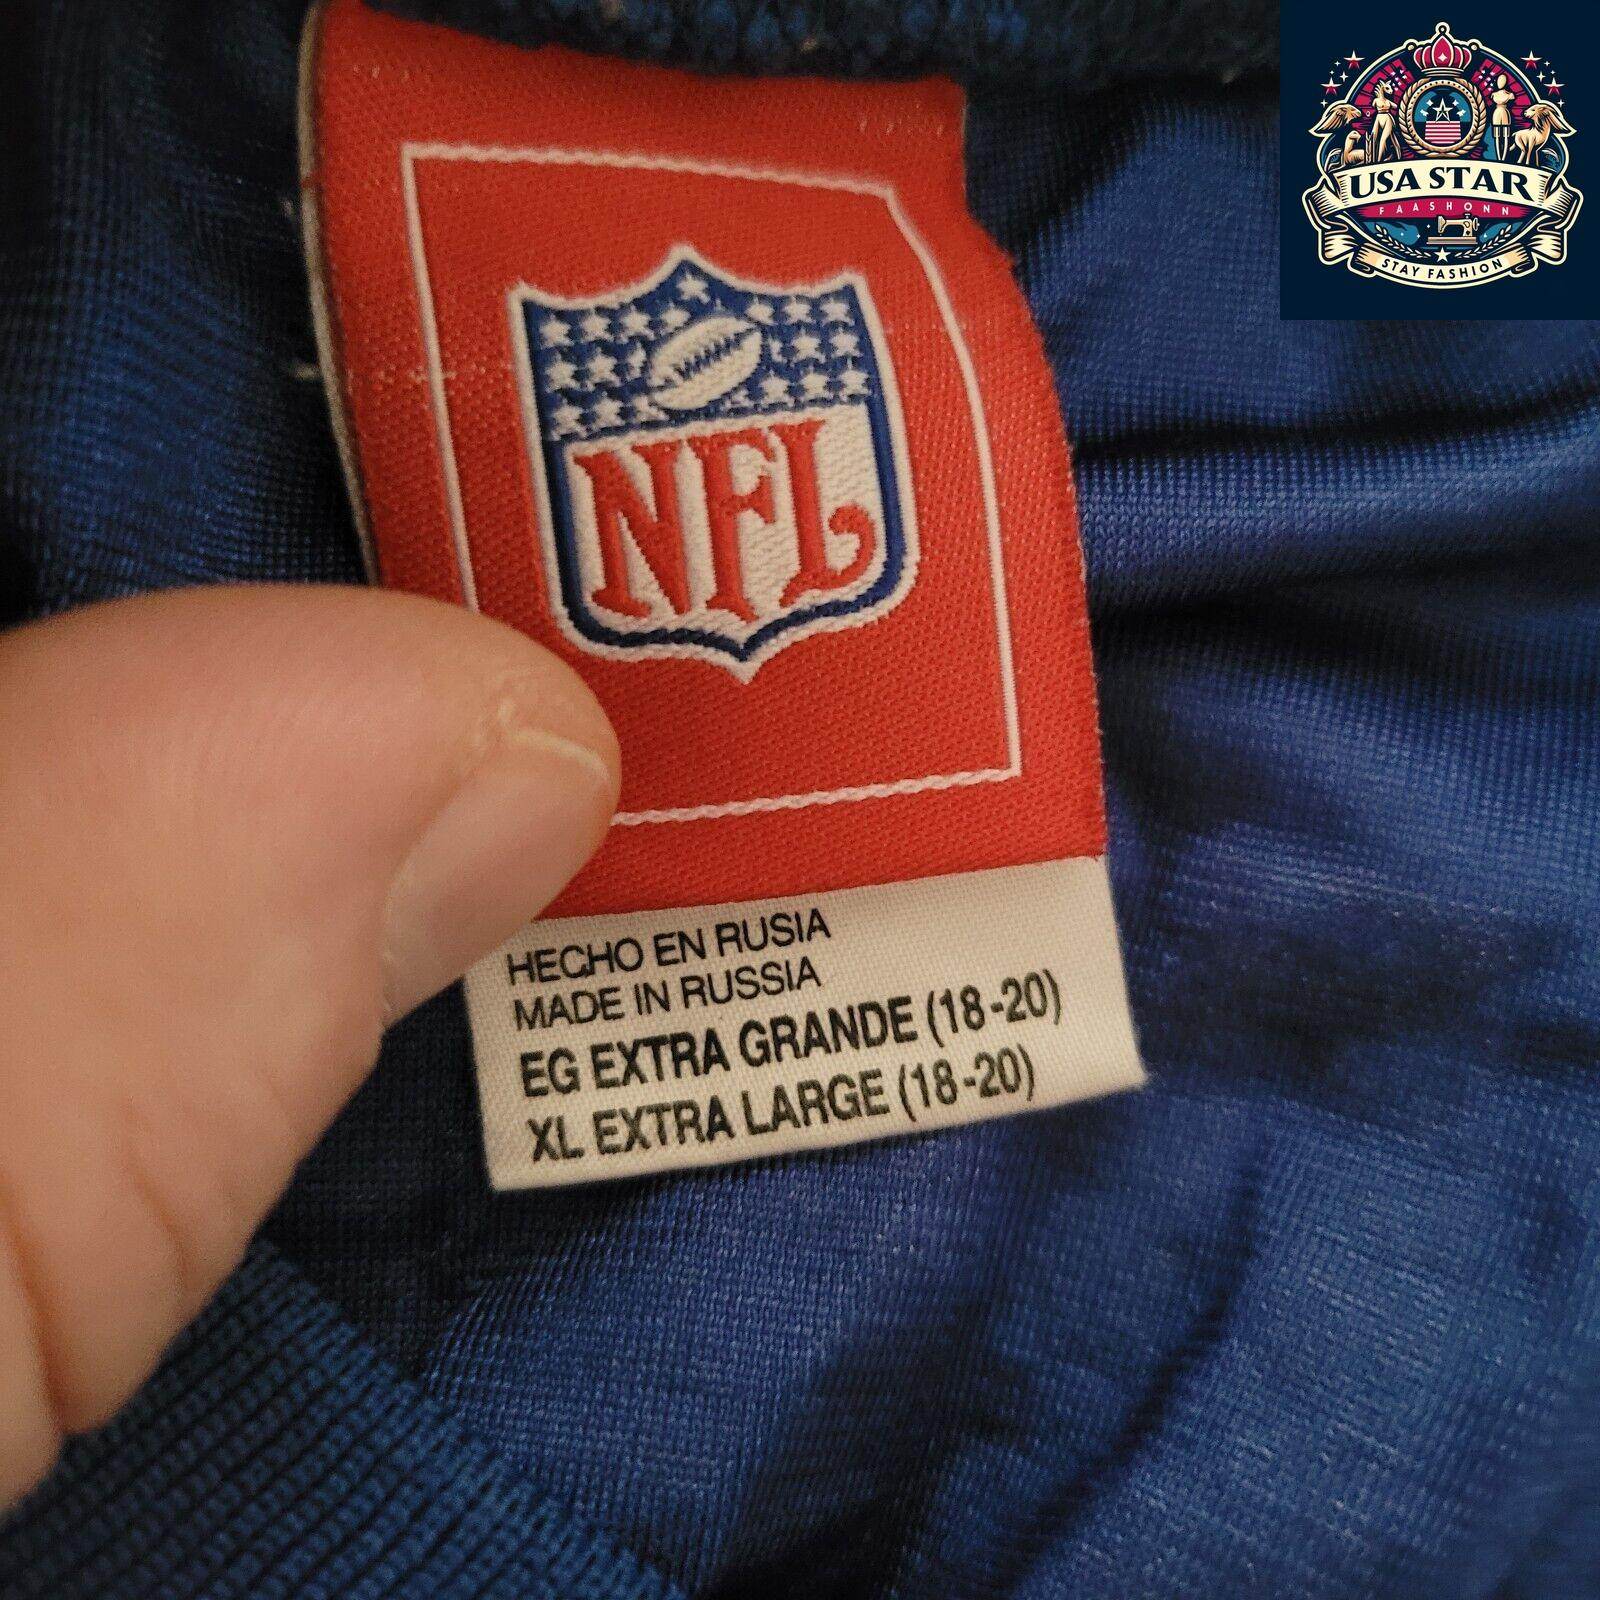 USA STAR
FAASHONN
STAY FASHION
NFL
HECHO EN RUSIA
MADE IN RUSSIA
EG EXTRA GRANDE (18-20)
XL EXTRA LARGE (18-20)